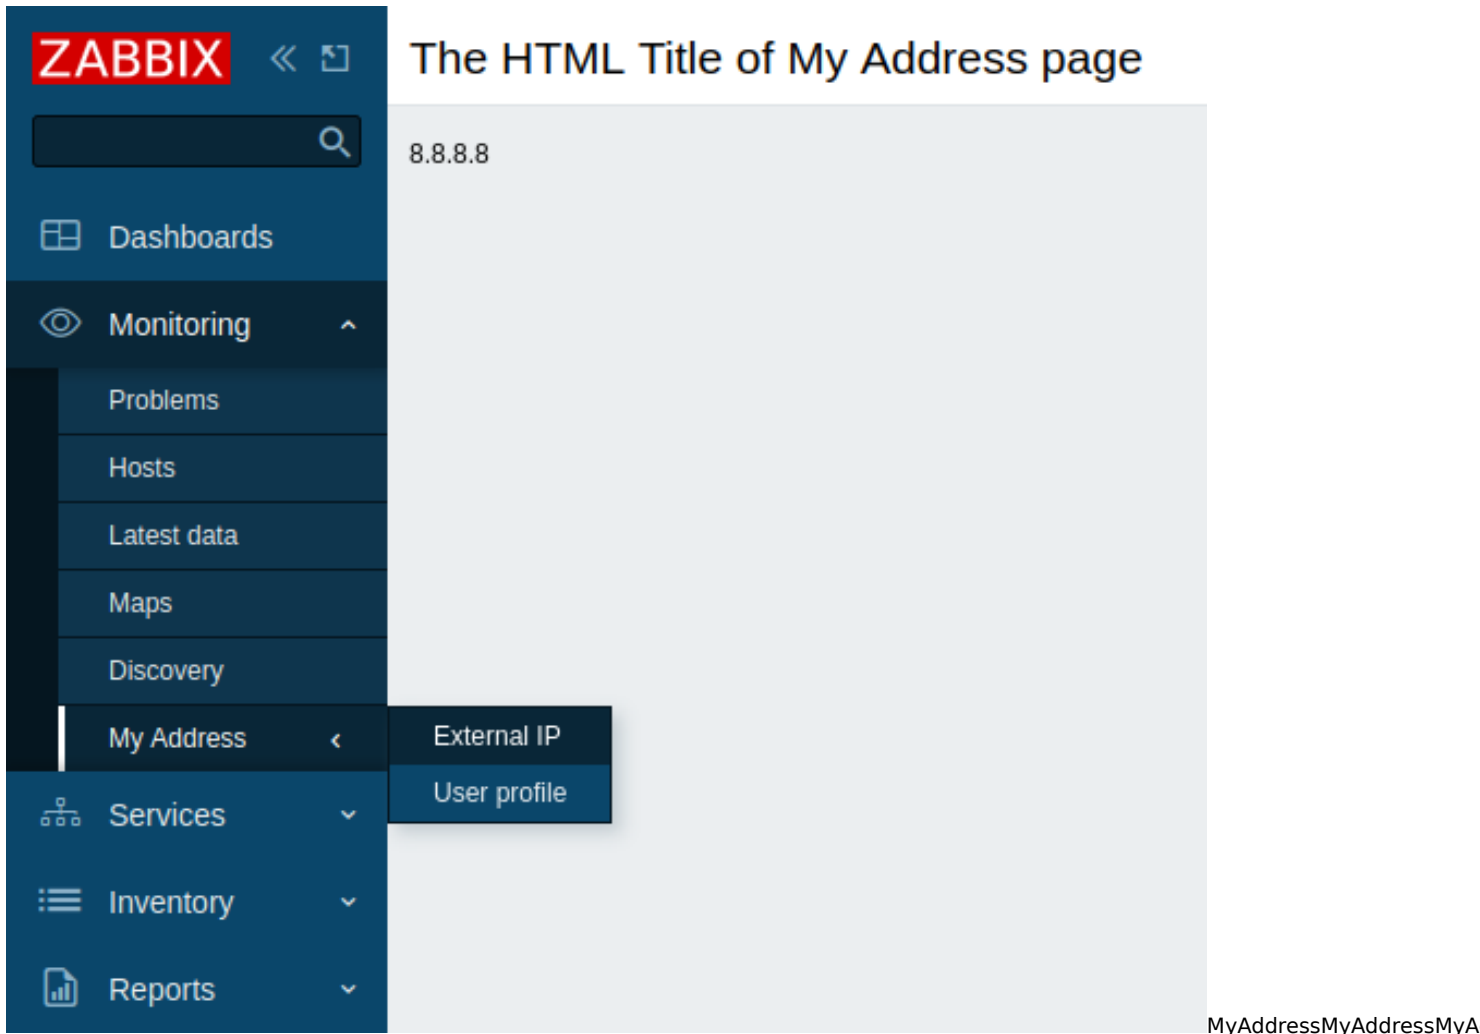 ZABBIX
The HTML Title of My Address page
8.8.8.8
Dashboards
Monitoring
Problems
Hosts
Latest data
Maps
Discovery
My Address
External IP
User profile
Services
Inventory
Reports
MyAddressMyAddressMyA